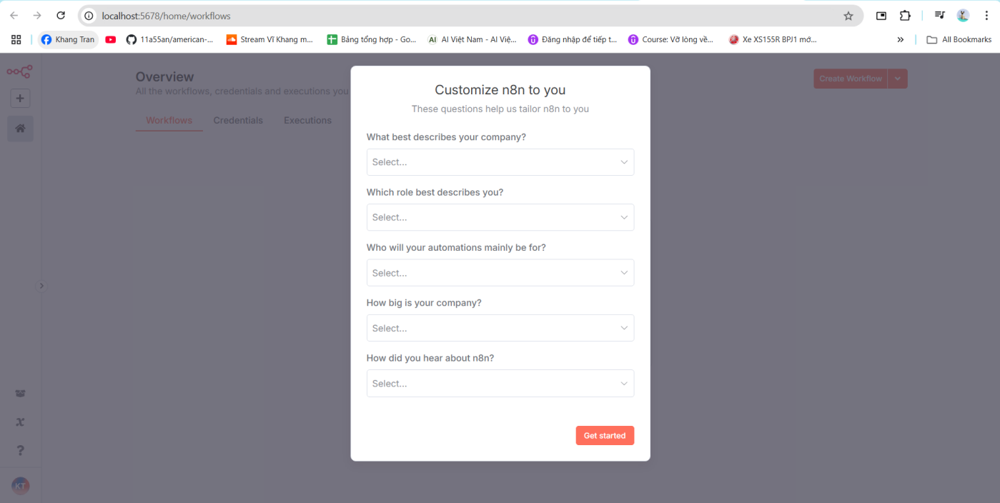 localhost:5678/home/workflows
Khang Tran
11a55an/american-...
Stream Vĩ Khang m...
Bảng tổng hợp - Go...
AI
AI Việt Nam - AI Việ...
Đăng nhập để tiếp t...
Course: Vỡ lòng về...
Xe XS155R BPJ1 mớ...
All Bookmarks
Overview
All the workflows, credentials and executions you
Create Workflow
Workflows
Credentials
Executions
Customize n8n to you
These questions help us tailor n8n to you
What best describes your company?
Select...
Which role best describes you?
Select...
Who will your automations mainly be for?
Select...
How big is your company?
Select...
How did you hear about n8n?
Select...
Get started
KT